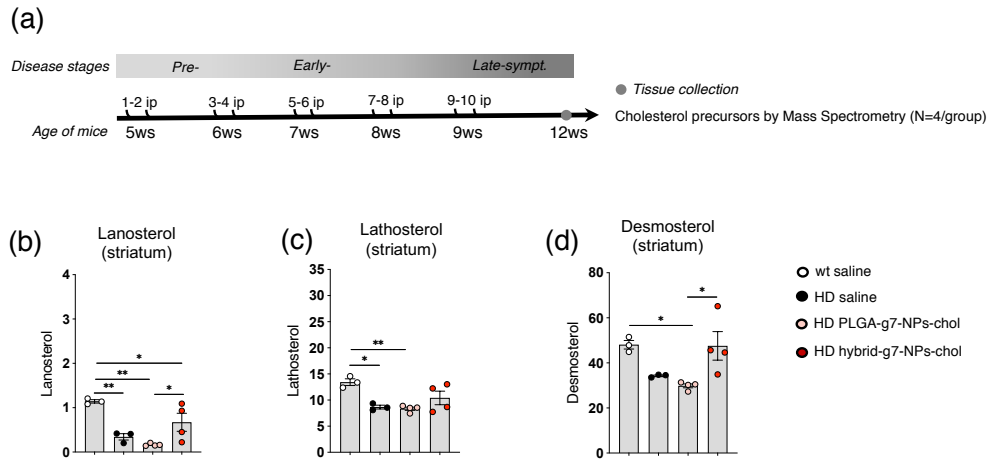 (a)
Disease stages
Pre-
Early-
Late-sympt.
1-2 ip
3-4 ip
5-6 ip
7-8 ip
9-10 ip
Tissue collection
Cholesterol precursors by Mass Spectrometry (N=4/group)
Age of mice
5ws
6ws
7ws
8ws
9ws
12ws
(b)
Lanosterol
(striatum)
4
3
2
1
0
Lanosterol
*
**
**
*
(c)
Lathosterol
(striatum)
35
30
25
20
15
10
5
0
Lathosterol
**
*
(d)
Desmosterol
(striatum)
80
60
40
20
0
Desmosterol
*
*
wt saline
HD saline
HD PLGA-g7-NPs-chol
HD hybrid-g7-NPs-chol